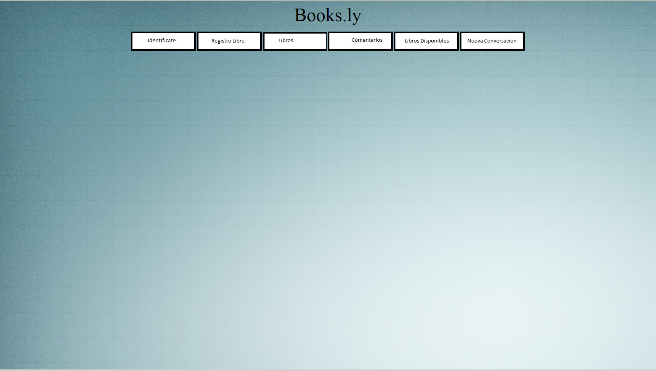 Books.ly
Identificate
Registro Libro
Libros
Comentarios
Libros Disponibles
Nueva Conversacion